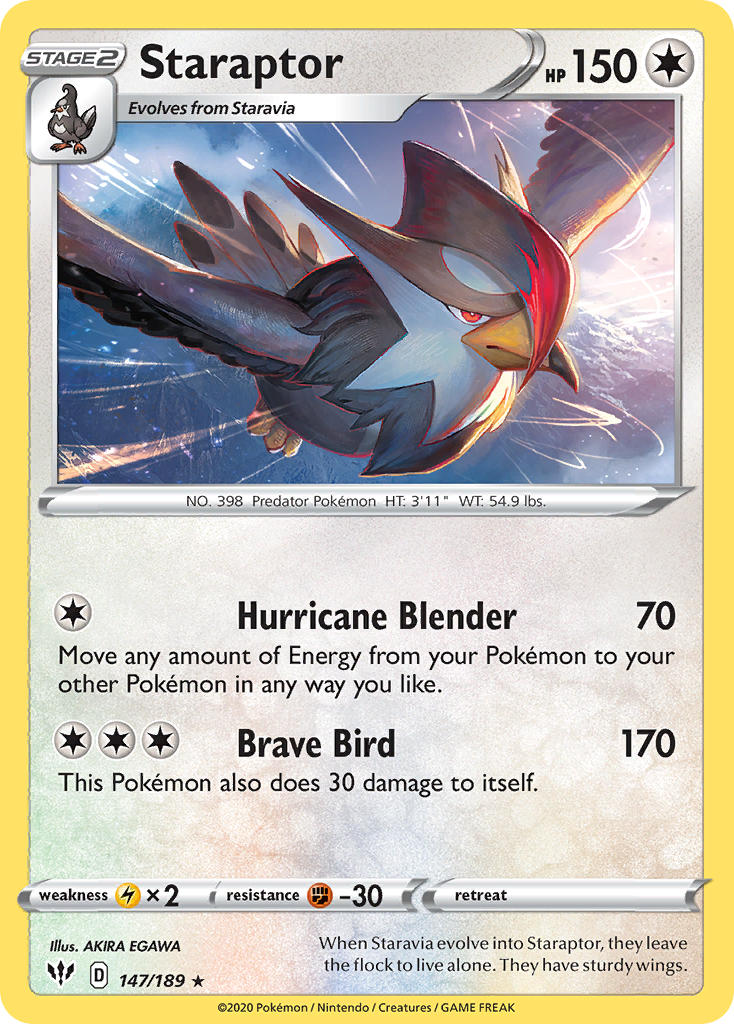 STAGE 2
Staraptor
HP 150
Evolves from Staravia
NO. 398 Predator Pokémon HT: 3'11" WT: 54.9 lbs.
Hurricane Blender 70
Move any amount of Energy from your Pokémon to your
other Pokémon in any way you like.
Brave Bird 170
This Pokémon also does 30 damage to itself.
weakness ×2 resistance -30 retreat
Illus. AKIRA EGAWA
D 147/189 ★
When Staravia evolve into Staraptor, they leave
the flock to live alone. They have sturdy wings.
©2020 Pokémon / Nintendo / Creatures / GAME FREAK